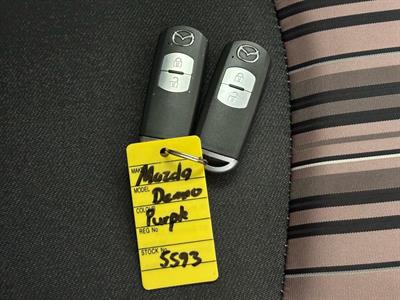 MAKE Mazda
MODEL Demio
COLOUR Purple
REG No
STOCK No 5593